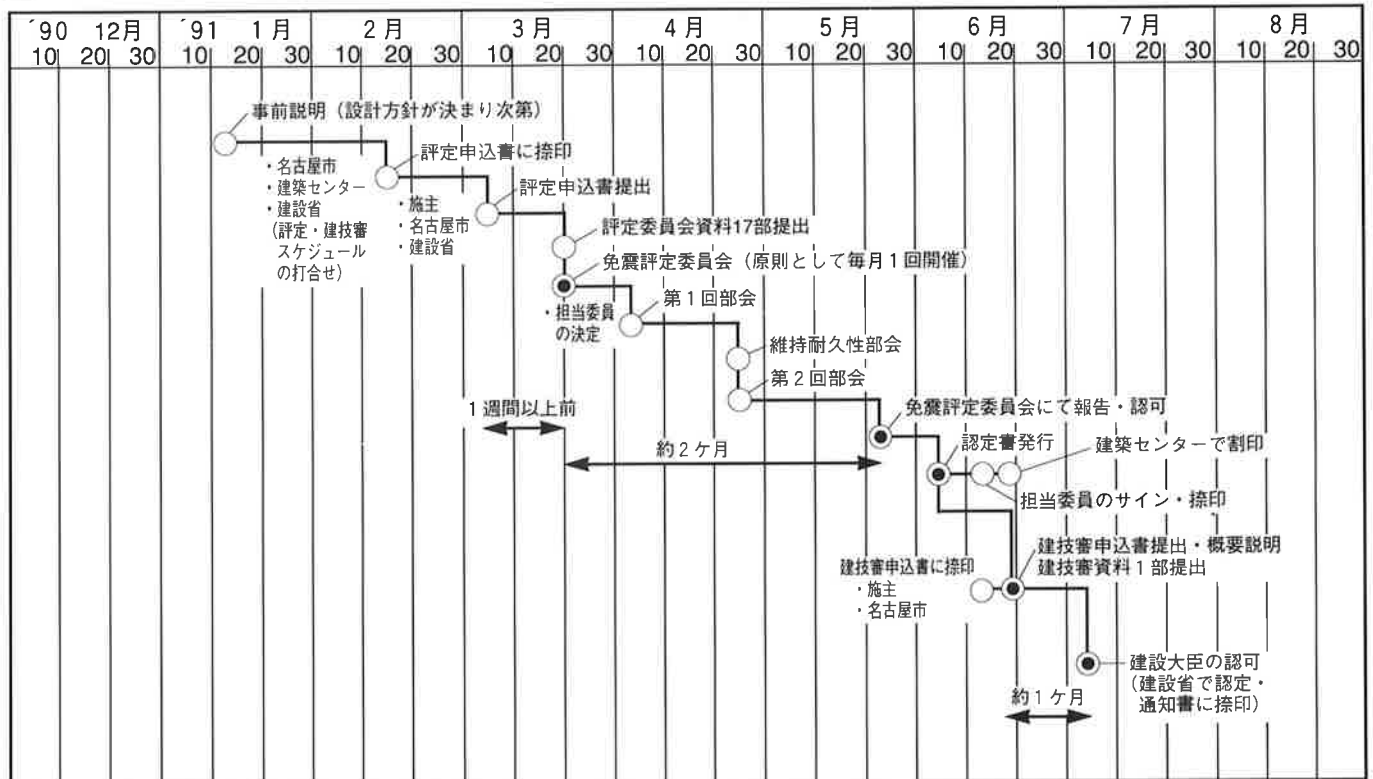 ´90 12月 ´91 1月 2月 3月 4月 5月 6月 7月 8月
10 20 30 10 20 30 10 20 30 10 20 30 10 20 30 10 20 30 10 20 30 10 20 30 10 20 30
事前説明（設計方針が決まり次第）
・名古屋市
・建築センター
・建設省
（評定・建技審
スケジュール
の打合せ）
評定申込書に捺印
・施主
・名古屋市
・建設省
評定申込書提出
評定委員会資料17部提出
免震評定委員会（原則として毎月1回開催）
・担当委員
の決定
第1回部会
維持耐久性部会
第2回部会
1週間以上前
約2ケ月
免震評定委員会にて報告・認可
認定書発行
建築センターで割印
担当委員のサイン・捺印
建技審申込書提出・概要説明
建技審資料1部提出
建技審申込書に捺印
・施主
・名古屋市
建設大臣の認可
（建設省で認定・
通知書に捺印）
約1ケ月